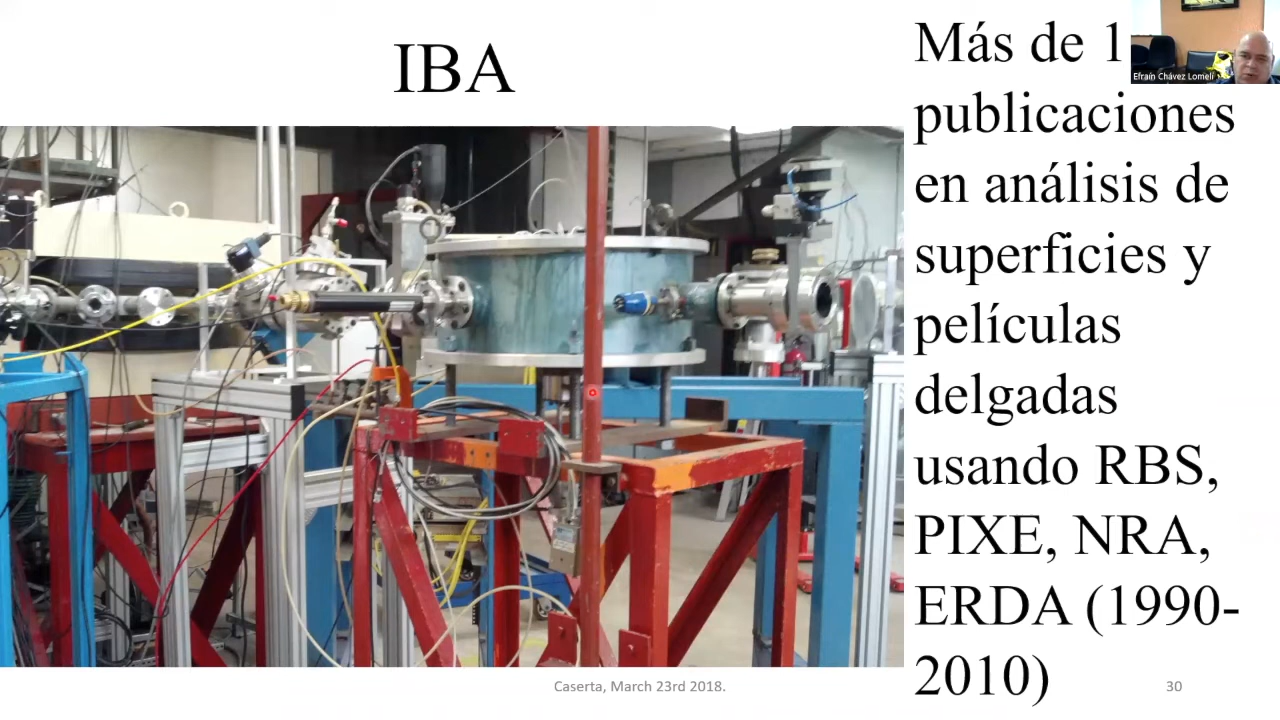 IBA
Más de 1
publicaciones
en análisis de
superficies y
películas
delgadas
usando RBS,
PIXE, NRA,
ERDA (1990-
2010)
Efraín Chávez Lomelí
Caserta, March 23rd 2018.
30